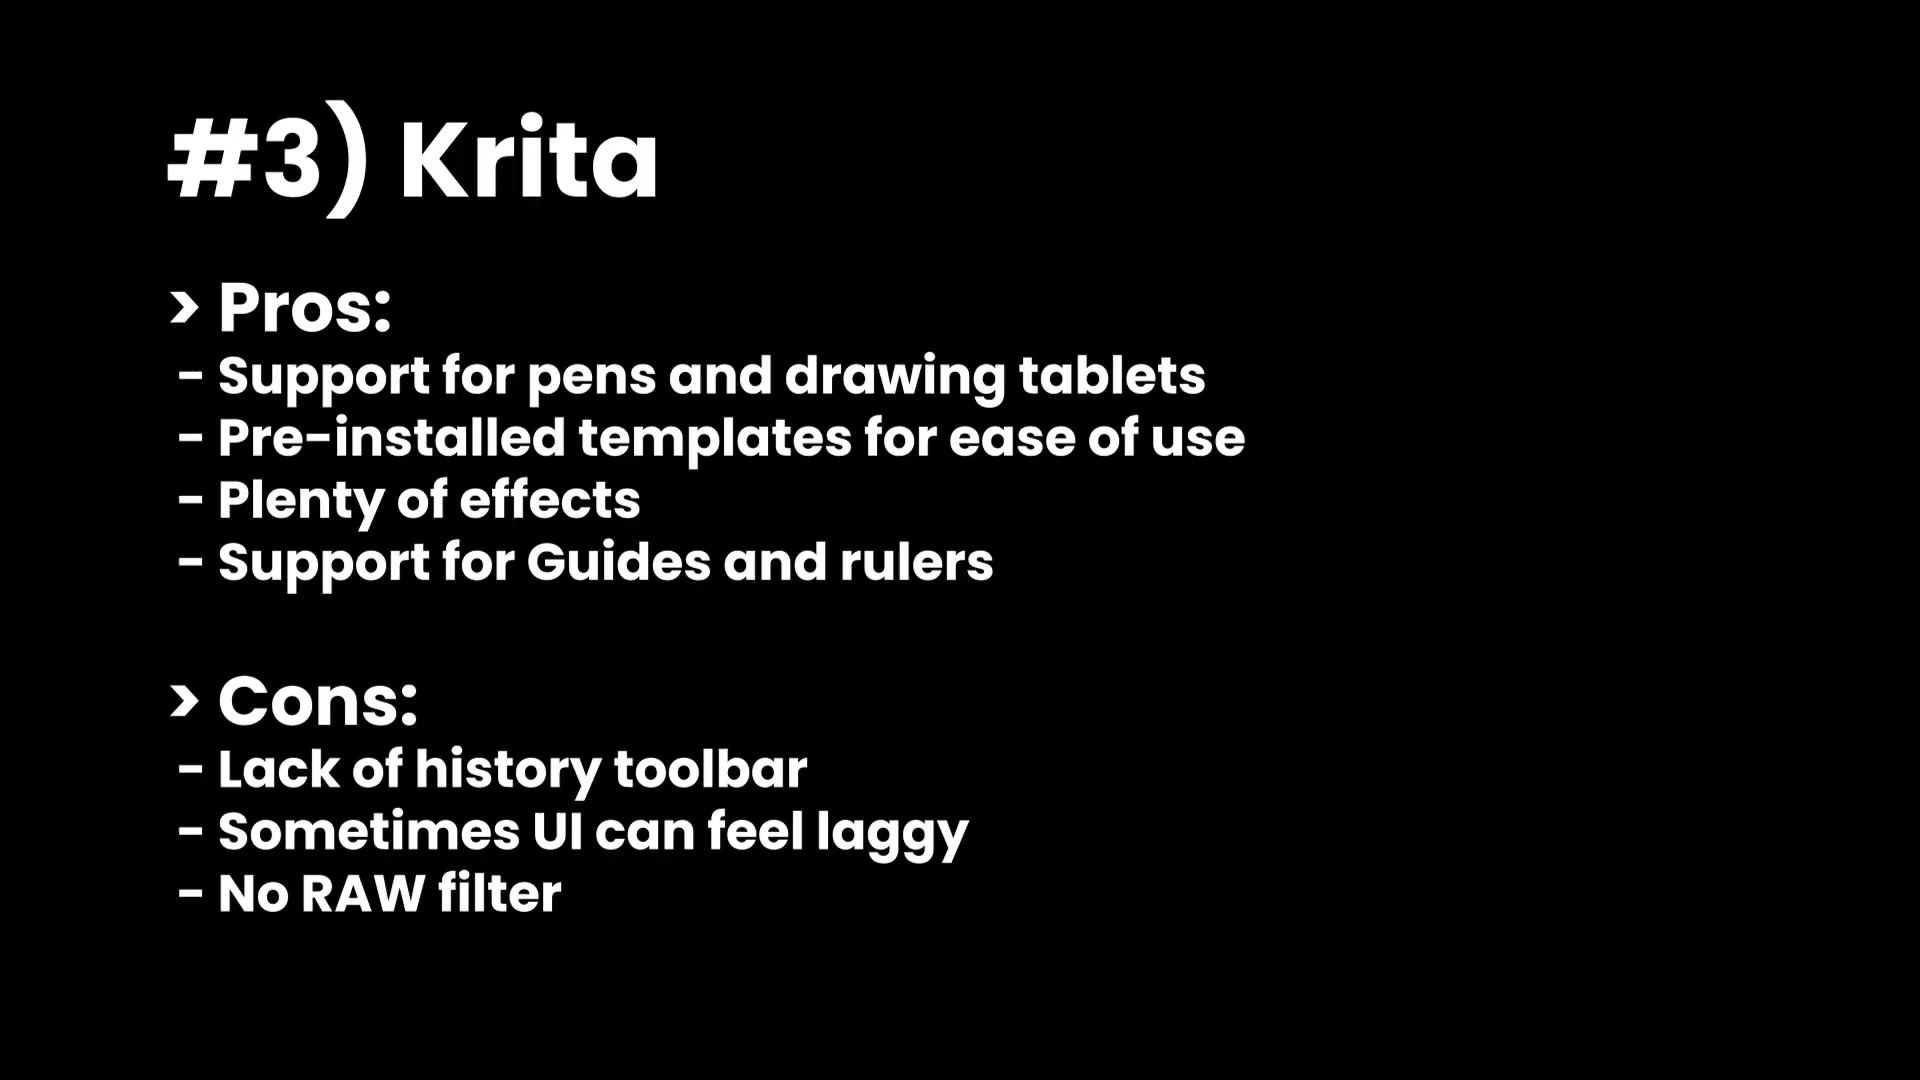 #3) Krita
> Pros:
- Support for pens and drawing tablets
- Pre-installed templates for ease of use
- Plenty of effects
- Support for Guides and rulers
> Cons:
- Lack of history toolbar
- Sometimes UI can feel laggy
- No RAW filter